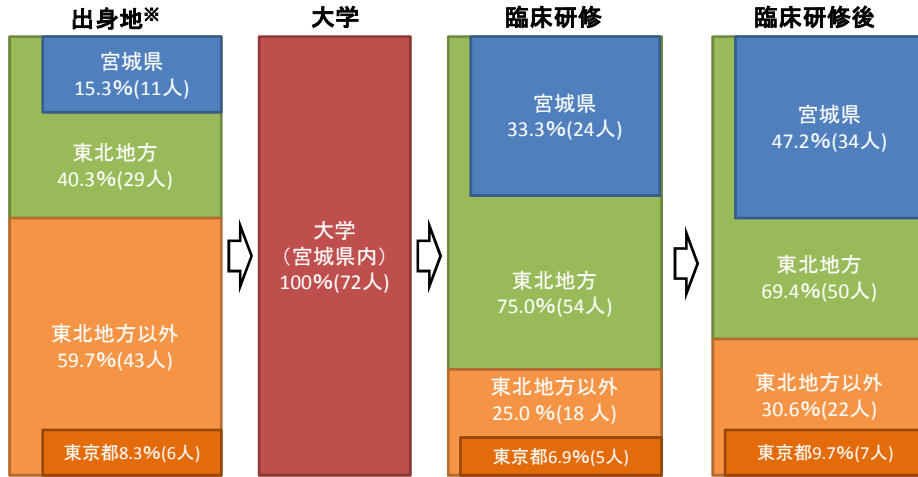 出身地※
宮城県
15.3%(11人)
東北地方
40.3%(29人)
東北地方以外
59.7%(43人)
東京都8.3%(6人)
大学
大学
（宮城県内）
100%(72人)
臨床研修
宮城県
33.3%(24人)
東北地方
75.0%(54人)
東北地方以外
25.0 %(18 人)
東京都6.9%(5人)
臨床研修後
宮城県
47.2%(34人)
東北地方
69.4%(50人)
東北地方以外
30.6%(22人)
東京都9.7%(7人)